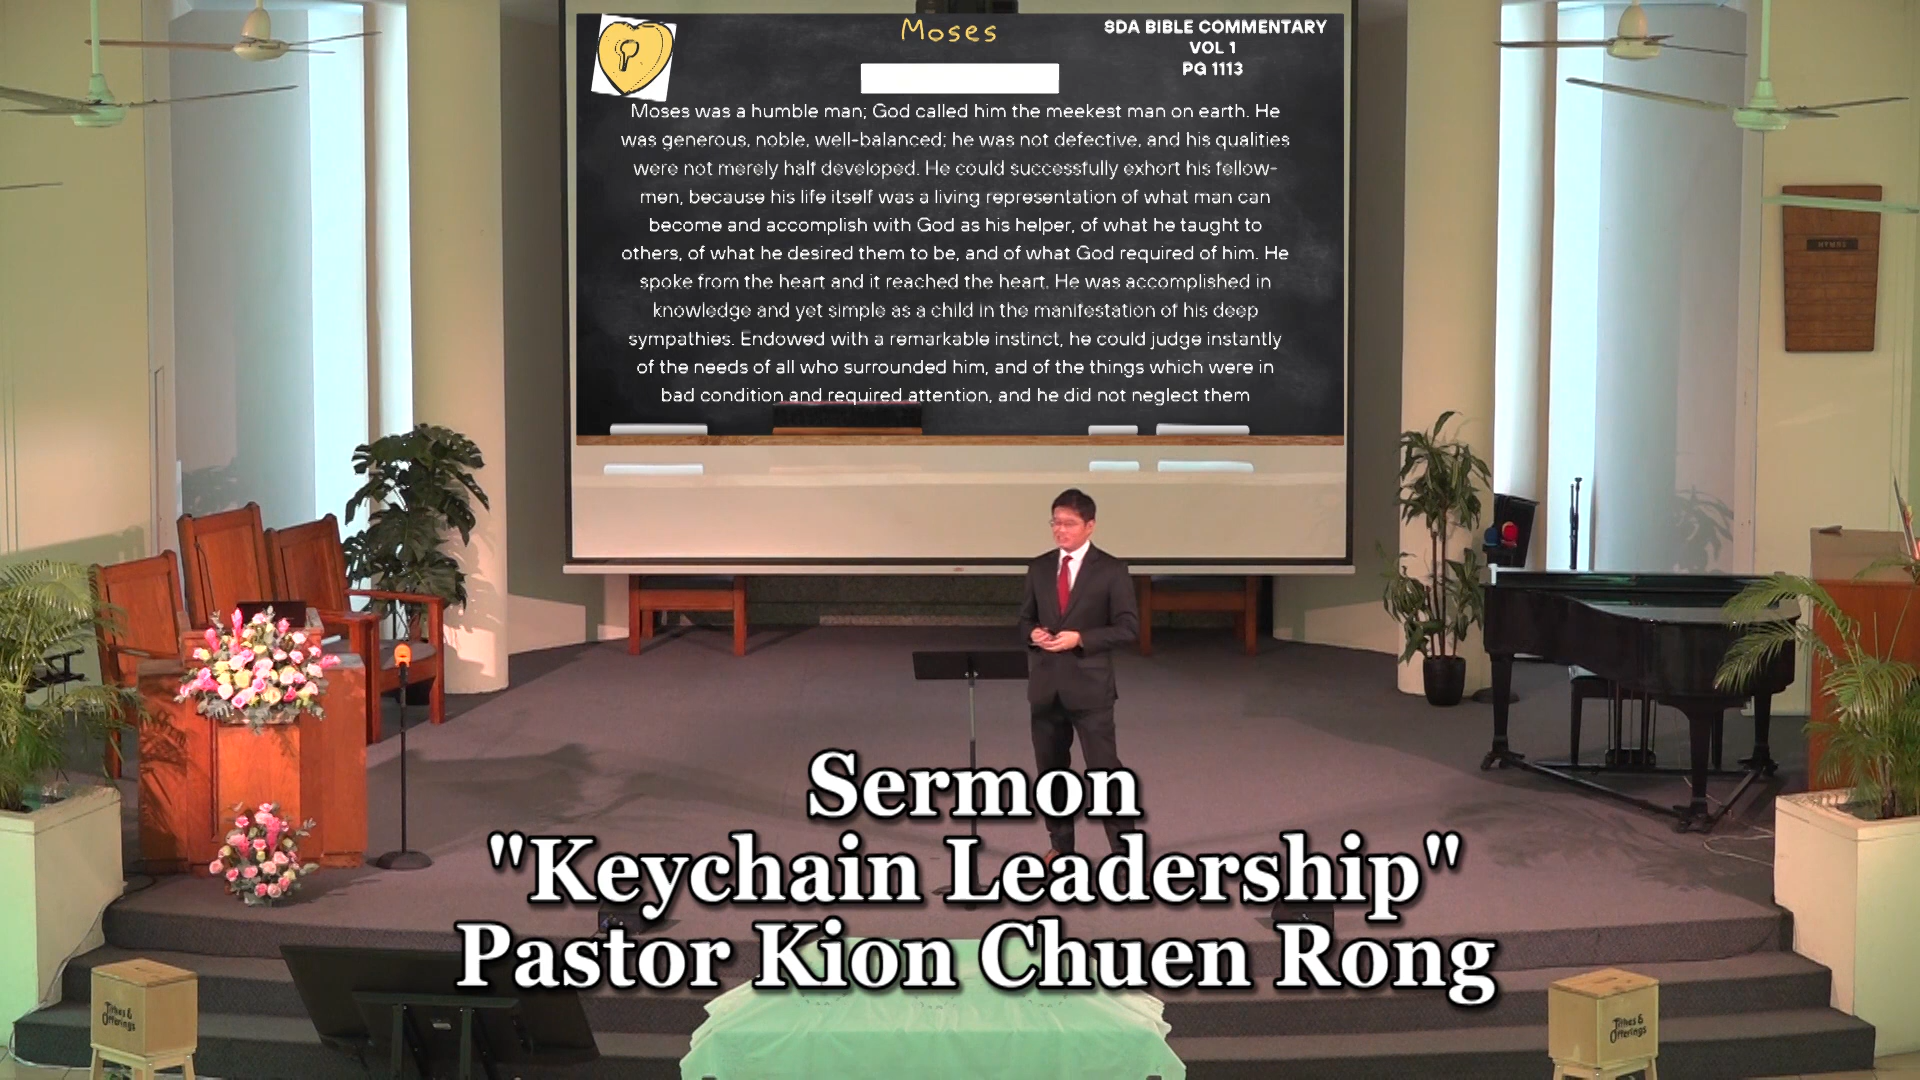 Moses
SDA BIBLE COMMENTARY
VOL 1
PG 1113
Moses was a humble man; God called him the meekest man on earth. He
was generous, noble, well-balanced; he was not defective, and his qualities
were not merely half developed. He could successfully exhort his fellow-
men, because his life itself was a living representation of what man can
become and accomplish with God as his helper, of what he taught to
others, of what he desired them to be, and of what God required of him. He
spoke from the heart and it reached the heart. He was accomplished in
knowledge and yet simple as a child in the manifestation of his deep
sympathies. Endowed with a remarkable instinct, he could judge instantly
of the needs of all who surrounded him, and of the things which were in
bad condition and required attention, and he did not neglect them
HYMNS
Sermon
"Keychain Leadership"
Pastor Kion Chuen Rong
Tithes &
Offerings
Tithes &
Offerings